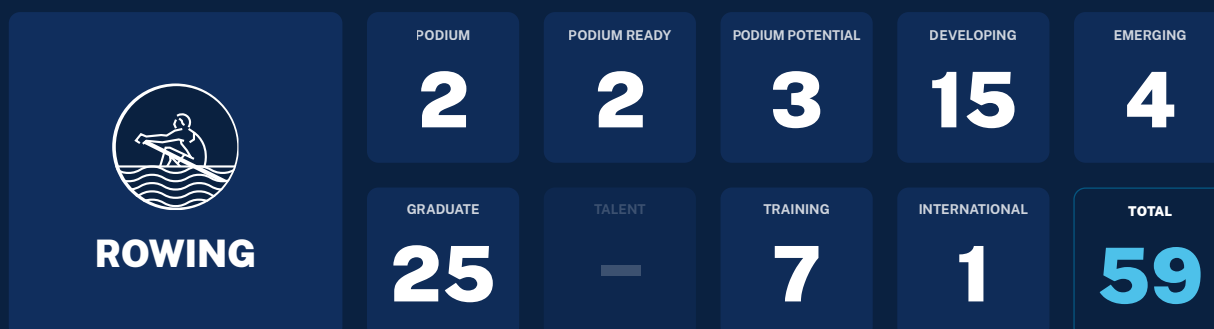 PODIUM
2
PODIUM READY
2
PODIUM POTENTIAL
3
DEVELOPING
15
EMERGING
4
ROWING
GRADUATE
25
TALENT
–
TRAINING
7
INTERNATIONAL
1
TOTAL
59